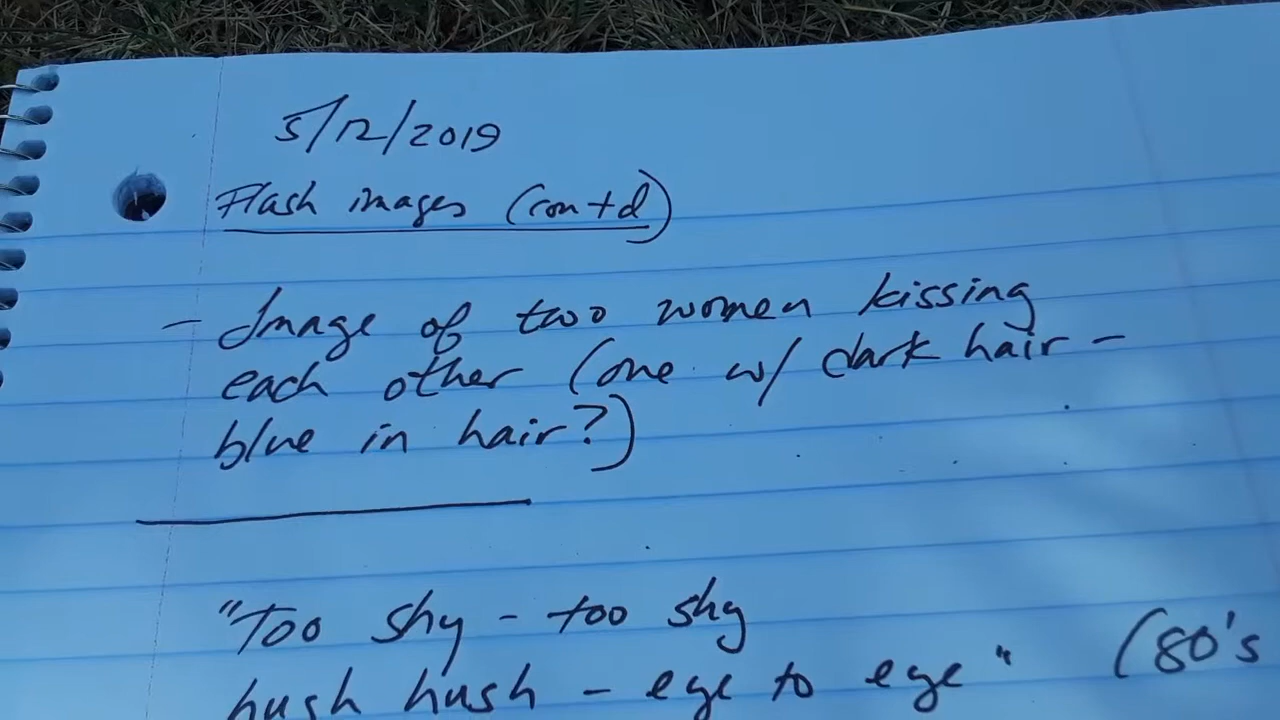 5/12/2019
Flash images (contd)
- Image of two women kissing
each other (one w/ dark hair -
blue in hair?)
"Too shy - too shy
hush hush - eye to eye" (80's